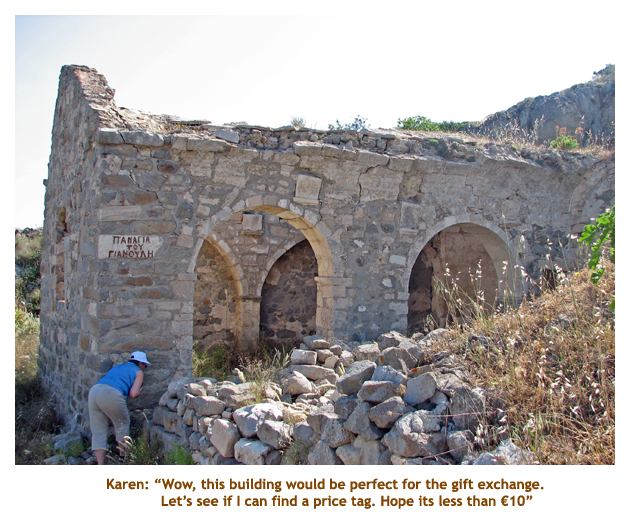 ΠΑΝΑΓΙΑ
ΤΟΥ
ΓΙΑΝΟΥΛΗ
Karen: “Wow, this building would be perfect for the gift exchange.
Let’s see if I can find a price tag. Hope its less than €10”